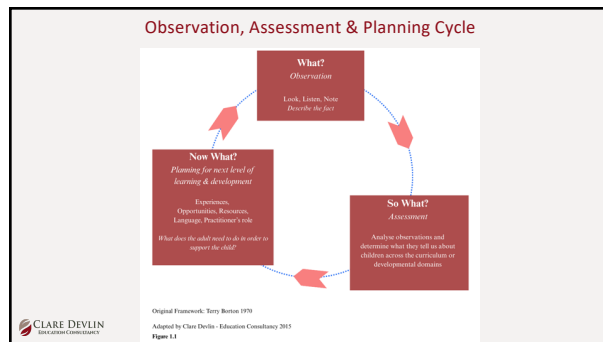 Observation, Assessment & Planning Cycle
What?
Observation
Look, Listen, Note
Describe the fact
Now What?
Planning for next level of
learning & development
Experiences,
Opportunities, Resources,
Language, Practitioner's role
What does the adult need to do in order to
support the child?
So What?
Assessment
Analyse observations and
determine what they tell us about
children across the curriculum or
developmental domains
Original Framework: Terry Borton 1970
Adapted by Clare Devlin - Education Consultancy 2015
Figure 1.1
CLARE DEVLIN
EDUCATION CONSULTANCY